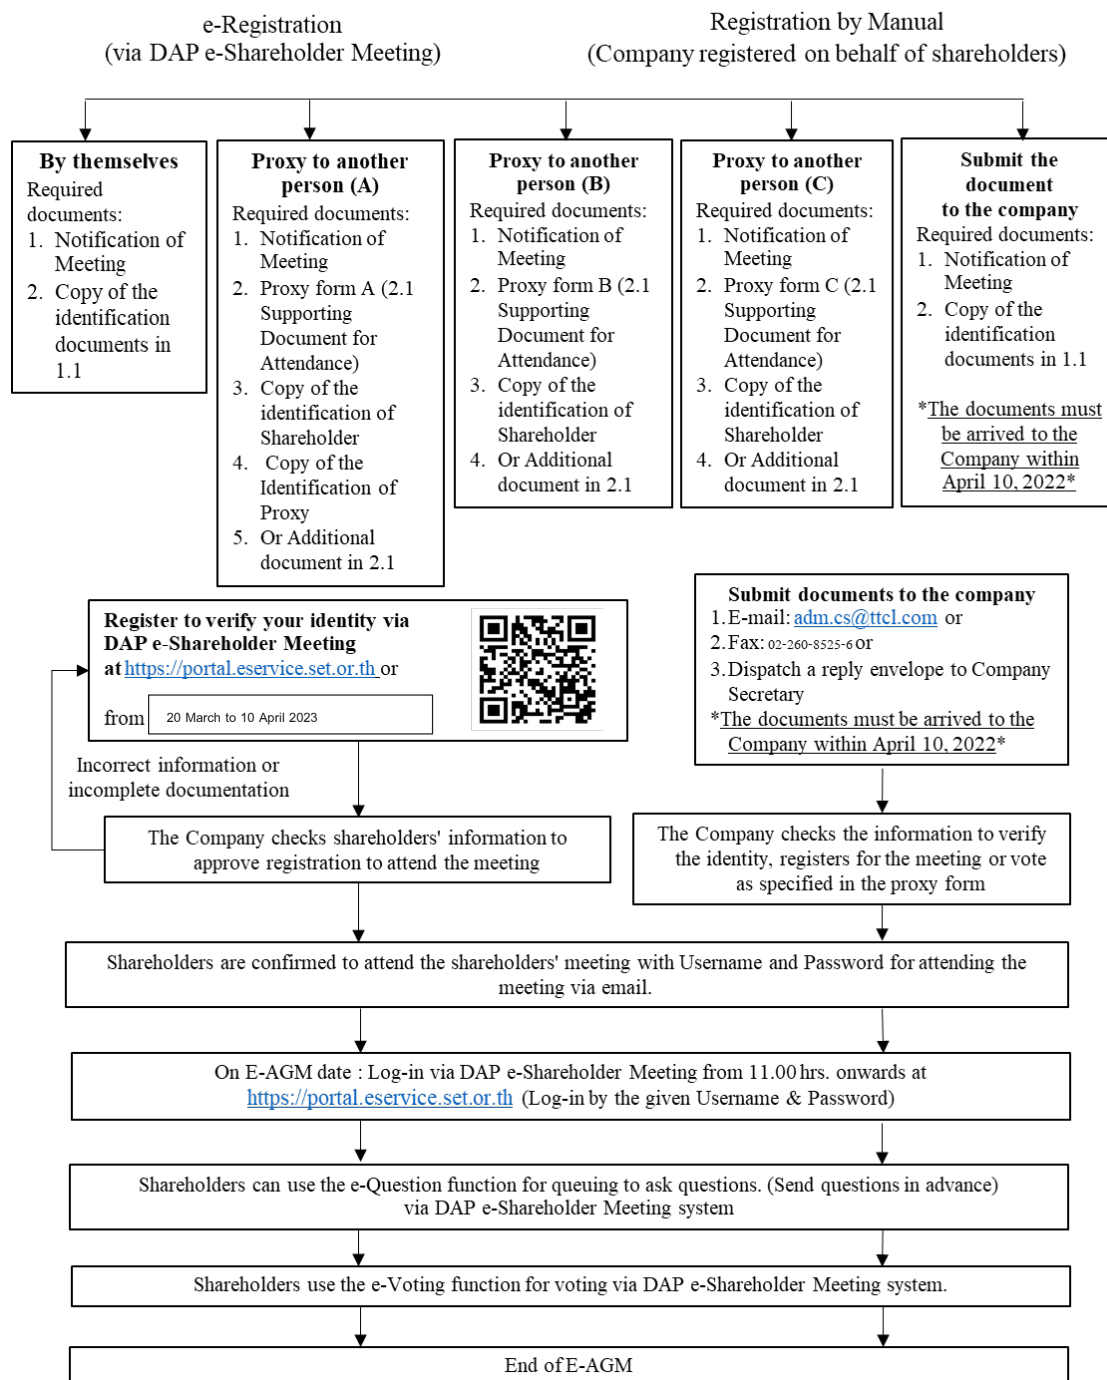 e-Registration
(via DAP e-Shareholder Meeting)
Registration by Manual
(Company registered on behalf of shareholders)
By themselves
Required
documents:
1. Notification of
Meeting
2. Copy of the
identification
documents in
1.1
Proxy to another
person (A)
Required documents:
1. Notification of
Meeting
2. Proxy form A (2.1
Supporting
Document for
Attendance)
3. Copy of the
identification of
Shareholder
4. Copy of the
Identification of
Proxy
5. Or Additional
document in 2.1
Proxy to another
person (B)
Required documents:
1. Notification of
Meeting
2. Proxy form B (2.1
Supporting
Document for
Attendance)
3. Copy of the
identification of
Shareholder
4. Or Additional
document in 2.1
Proxy to another
person (C)
Required documents:
1. Notification of
Meeting
2. Proxy form C (2.1
Supporting
Document for
Attendance)
3. Copy of the
identification of
Shareholder
4. Or Additional
document in 2.1
Submit the
document
to the company
Required documents:
1. Notification of
Meeting
2. Copy of the
identification
documents in 1.1
*The documents must
be arrived to the
Company within
April 10, 2022*
Register to verify your identity via
DAP e-Shareholder Meeting
at https://portal.eservice.set.or.th or
from 20 March to 10 April 2023
Submit documents to the company
1. E-mail: adm.cs@ttcl.com or
2. Fax: 02-260-8525-6 or
3. Dispatch a reply envelope to Company
Secretary
*The documents must be arrived to the
Company within April 10, 2022*
Incorrect information or
incomplete documentation
The Company checks shareholders' information to
approve registration to attend the meeting
The Company checks the information to verify
the identity, registers for the meeting or vote
as specified in the proxy form
Shareholders are confirmed to attend the shareholders' meeting with Username and Password for attending the
meeting via email.
On E-AGM date : Log-in via DAP e-Shareholder Meeting from 11.00 hrs. onwards at
https://portal.eservice.set.or.th (Log-in by the given Username & Password)
Shareholders can use the e-Question function for queuing to ask questions. (Send questions in advance)
via DAP e-Shareholder Meeting system
Shareholders use the e-Voting function for voting via DAP e-Shareholder Meeting system.
End of E-AGM